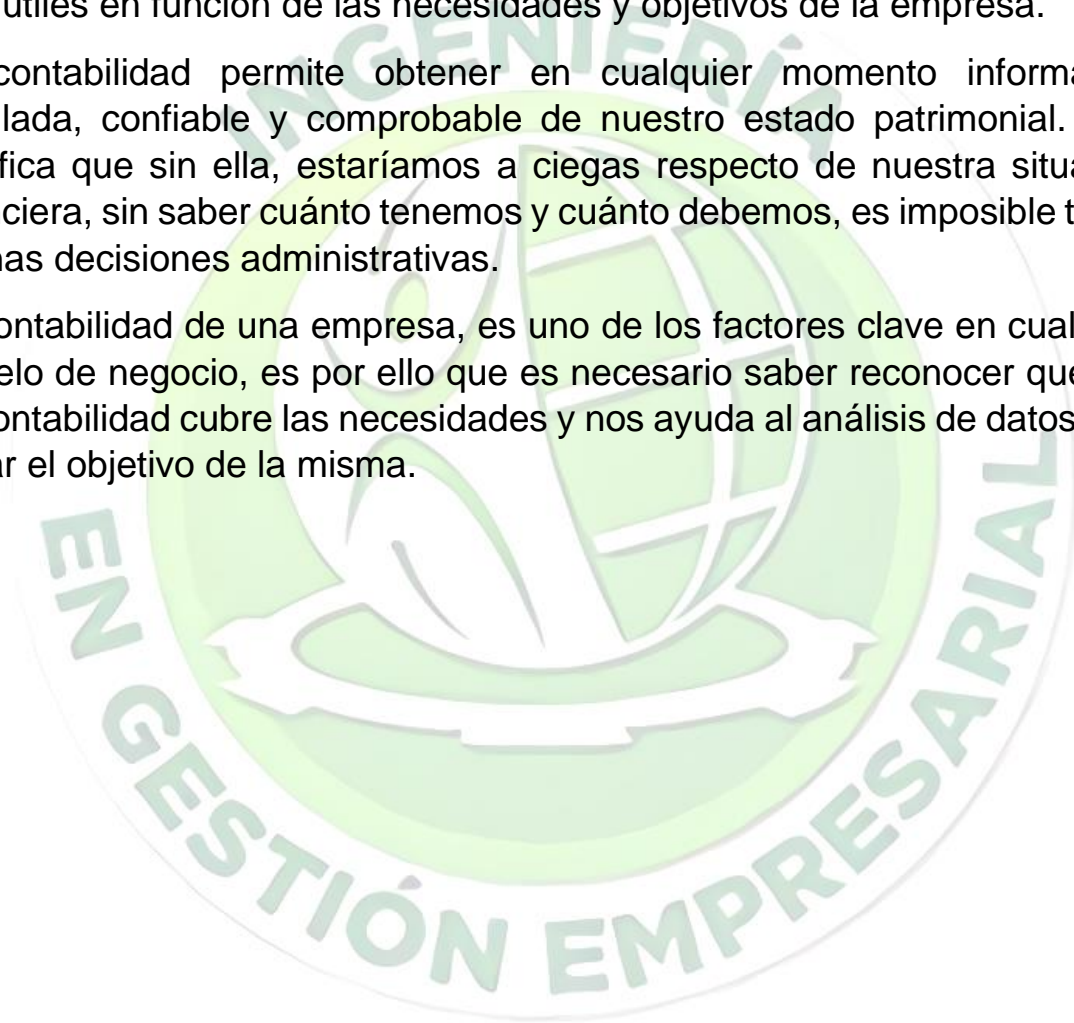 útiles en función de las necesidades y objetivos de la empresa.
contabilidad permite obtener en cualquier momento informa
lada, confiable y comprobable de nuestro estado patrimonial.
fica que sin ella, estaríamos a ciegas respecto de nuestra situa
ciera, sin saber cuánto tenemos y cuánto debemos, es imposible t
nas decisiones administrativas.
ontabilidad de una empresa, es uno de los factores clave en cual
elo de negocio, es por ello que es necesario saber reconocer que
ontabilidad cubre las necesidades y nos ayuda al análisis de datos
ar el objetivo de la misma.
INGENIERÍA
EN GESTIÓN EMPRESARIAL